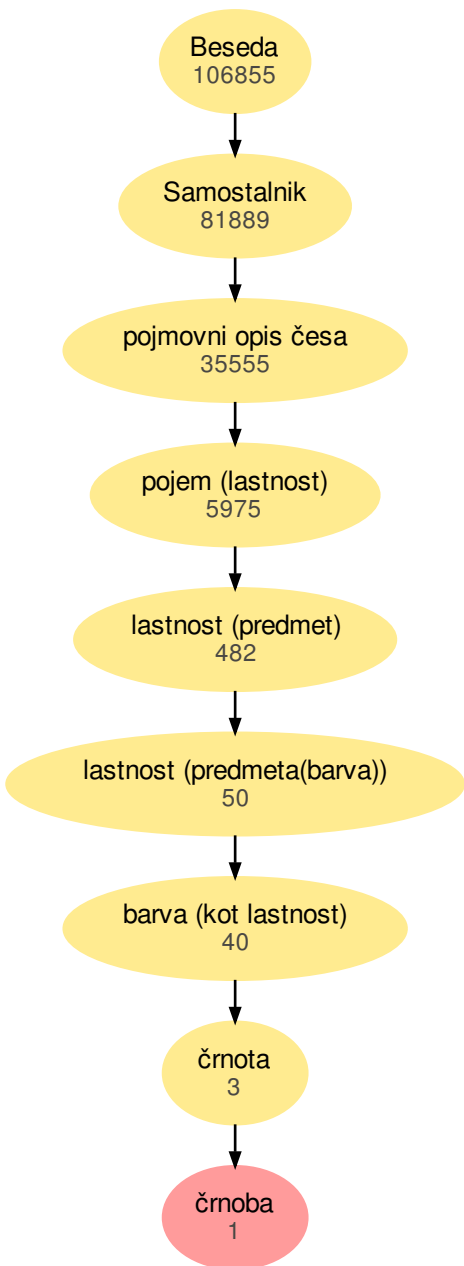 Beseda
106855
Samostalnik
81889
pojmovni opis česa
35555
pojem (lastnost)
5975
lastnost (predmet)
482
lastnost (predmeta(barva))
50
barva (kot lastnost)
40
črnota
3
črnoba
1